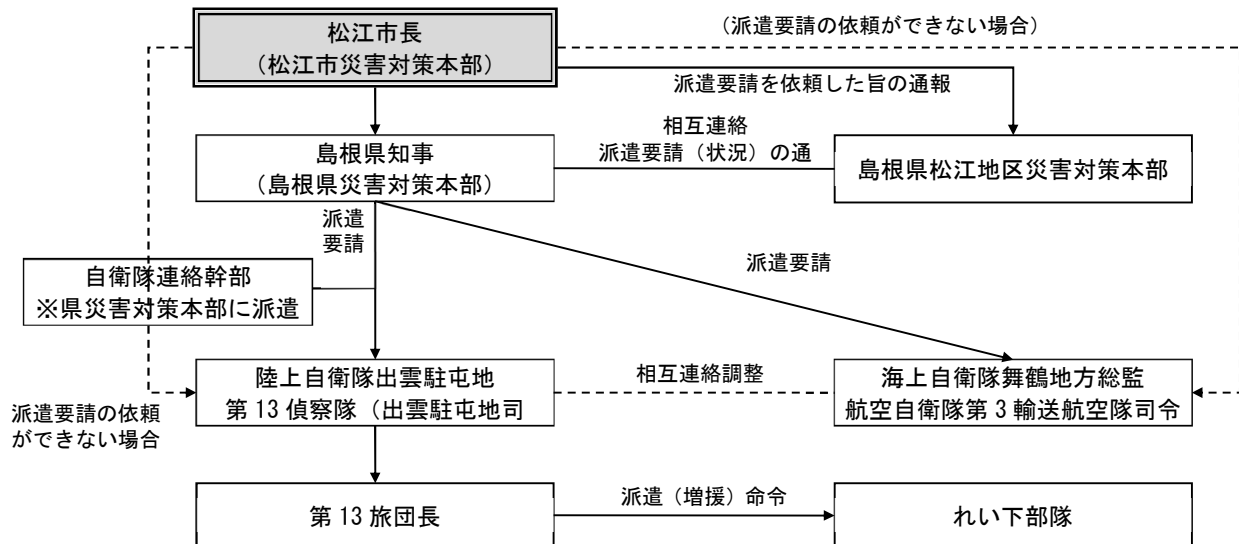 松江市長
（松江市災害対策本部）
（派遣要請の依頼ができない場合）
派遣要請を依頼した旨の通報
島根県知事
（島根県災害対策本部）
相互連絡
派遣要請（状況）の通
島根県松江地区災害対策本部
派遣
要請
派遣要請
自衛隊連絡幹部
※県災害対策本部に派遣
陸上自衛隊出雲駐屯地
第 13 偵察隊（出雲駐屯地司
相互連絡調整
海上自衛隊舞鶴地方総監
航空自衛隊第 3 輸送航空隊司令
派遣要請の依頼
ができない場合
第 13 旅団長
派遣（増援）命令
れい下部隊